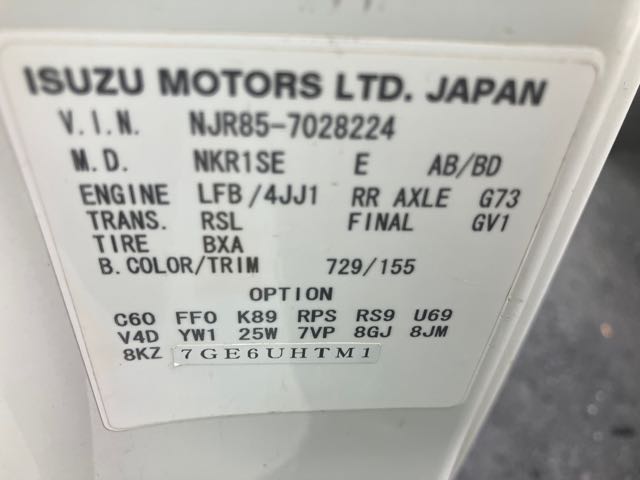 ISUZU MOTORS LTD. JAPAN
V.I.N. NJR85-7028224
M.D. NKR1SE E AB/BD
ENGINE LFB/4JJ1 RR AXLE G73
TRANS. RSL FINAL GV1
TIRE BXA
B.COLOR/TRIM 729/155
OPTION
C60 FFO K89 RPS RS9 U69
V4D YW1 25W 7VP 8GJ 8JM
8KZ 7GE6UHTM1